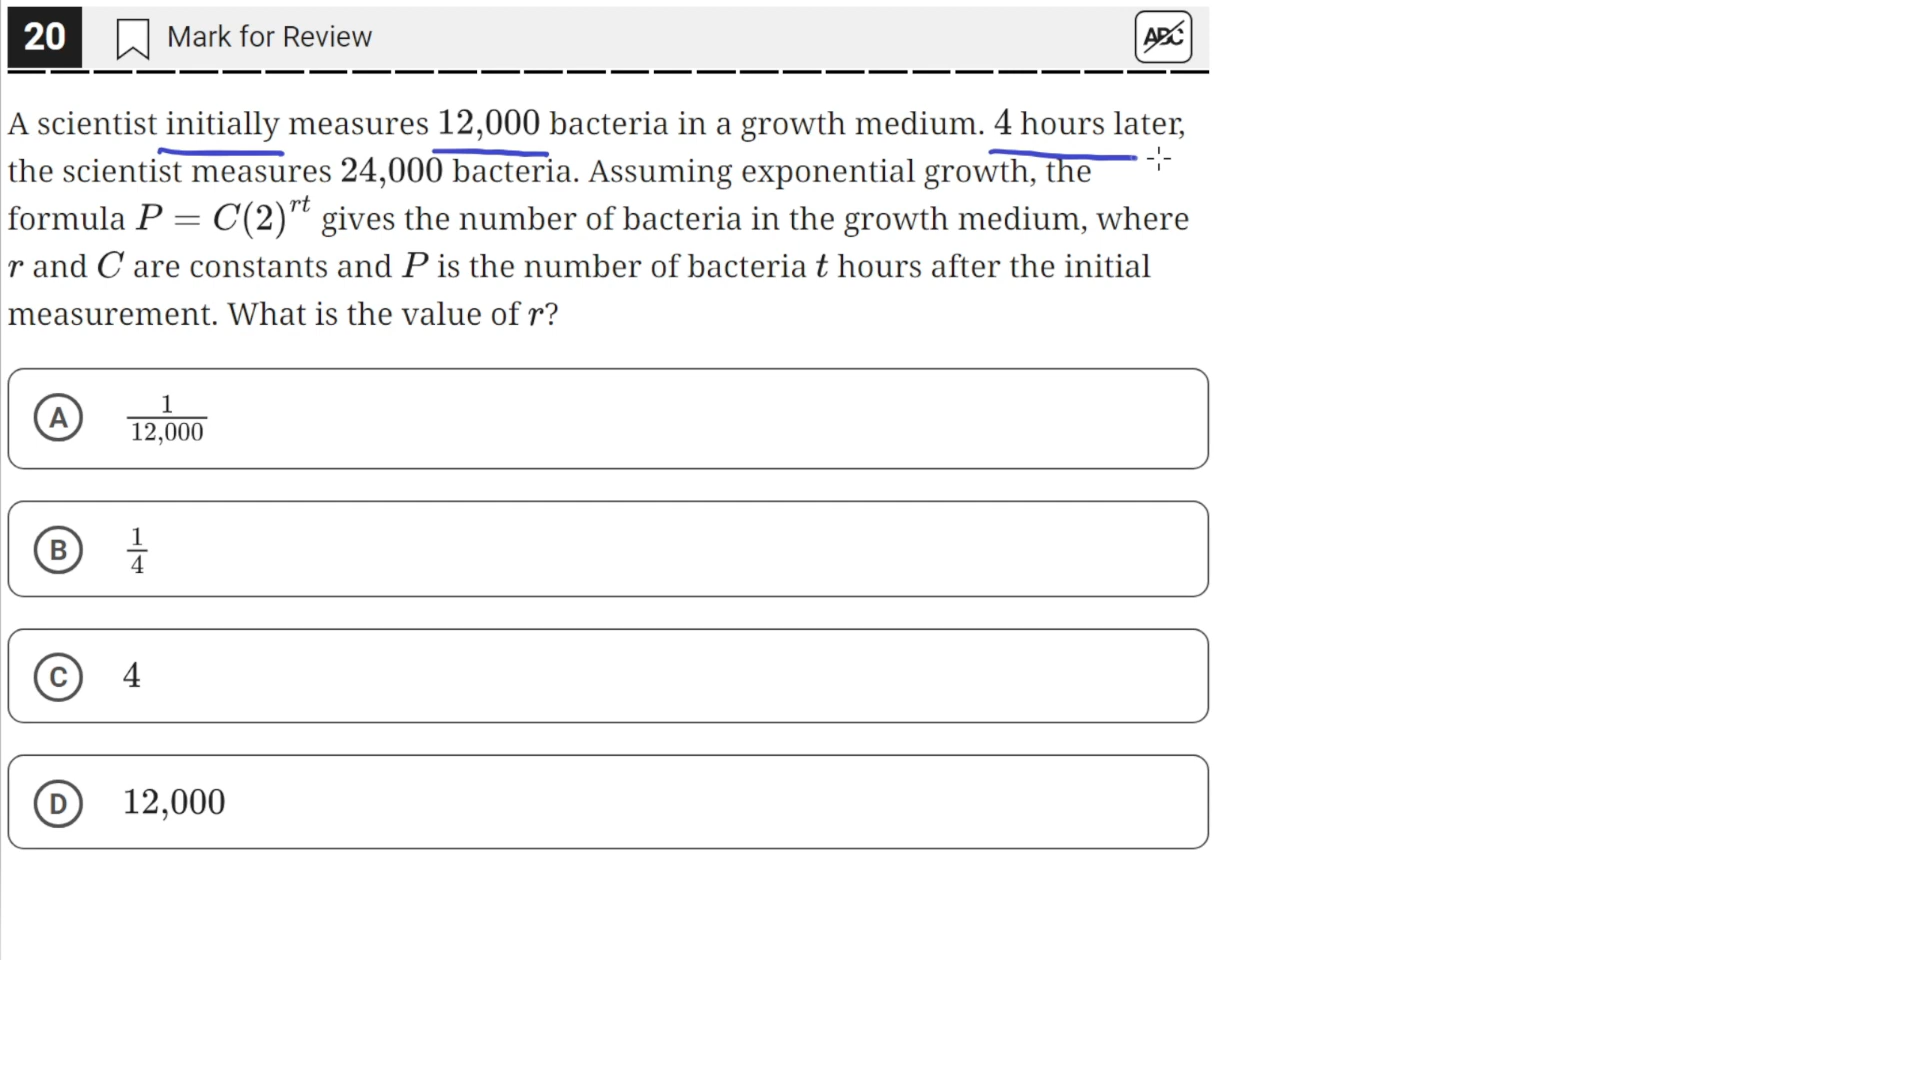 20 Mark for Review ABC
A scientist initially measures 12,000 bacteria in a growth medium. 4 hours later,
the scientist measures 24,000 bacteria. Assuming exponential growth, the
formula P = C(2)^{rt} gives the number of bacteria in the growth medium, where
r and C are constants and P is the number of bacteria t hours after the initial
measurement. What is the value of r?
A 1/12,000
B 1/4
C 4
D 12,000